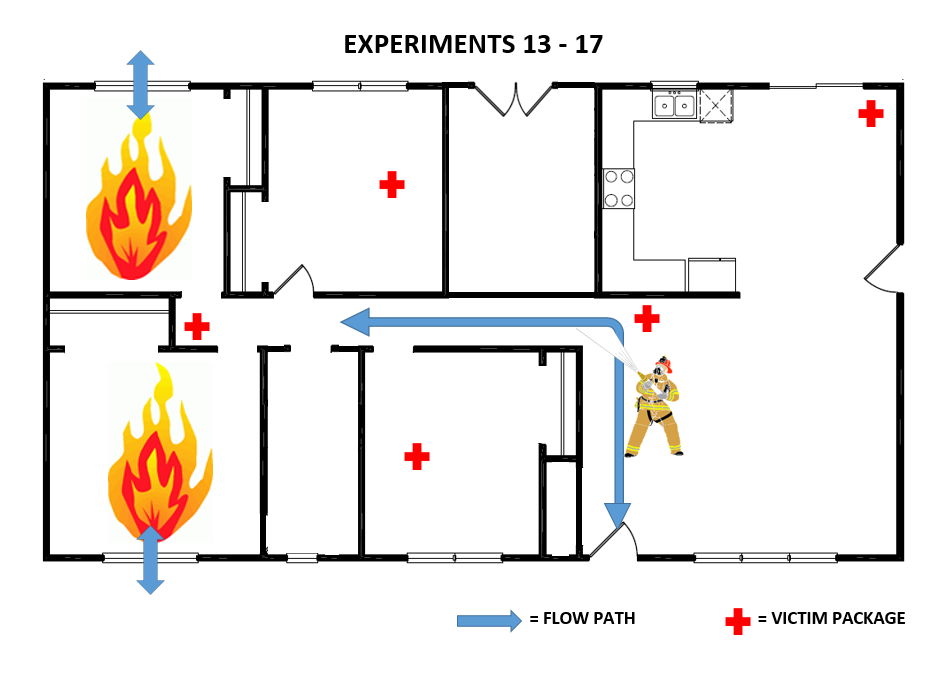 EXPERIMENTS 13 - 17
= FLOW PATH
= VICTIM PACKAGE